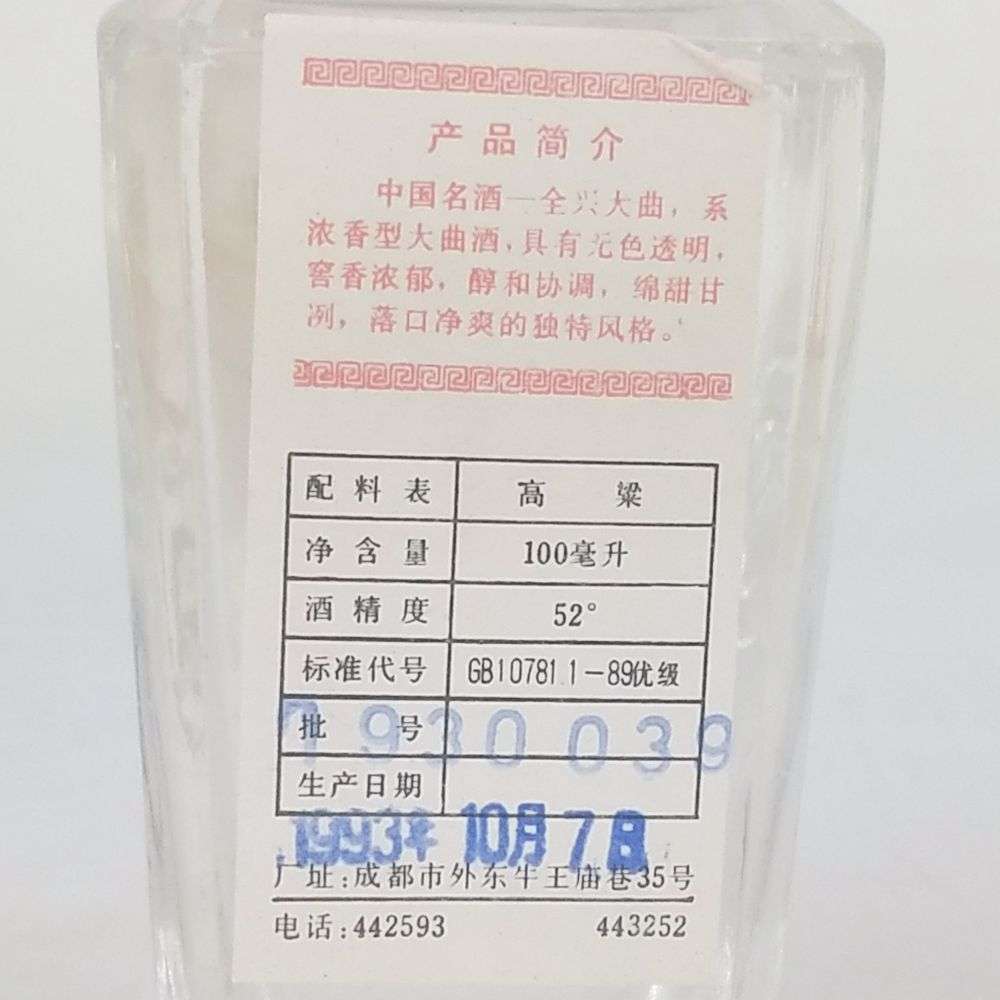 产品简介
中国名酒—全兴大曲，系
浓香型大曲酒，具有无色透明，
窖香浓郁，醇和协调，绵甜甘
冽，落口净爽的独特风格。
配料表 高粱
净含量 100毫升
酒精度 52°
标准代号 GB10781.1-89优级
批号 7930039
生产日期
1993年10月7日
厂址：成都市外东牛王庙巷35号
电话：442593 443252